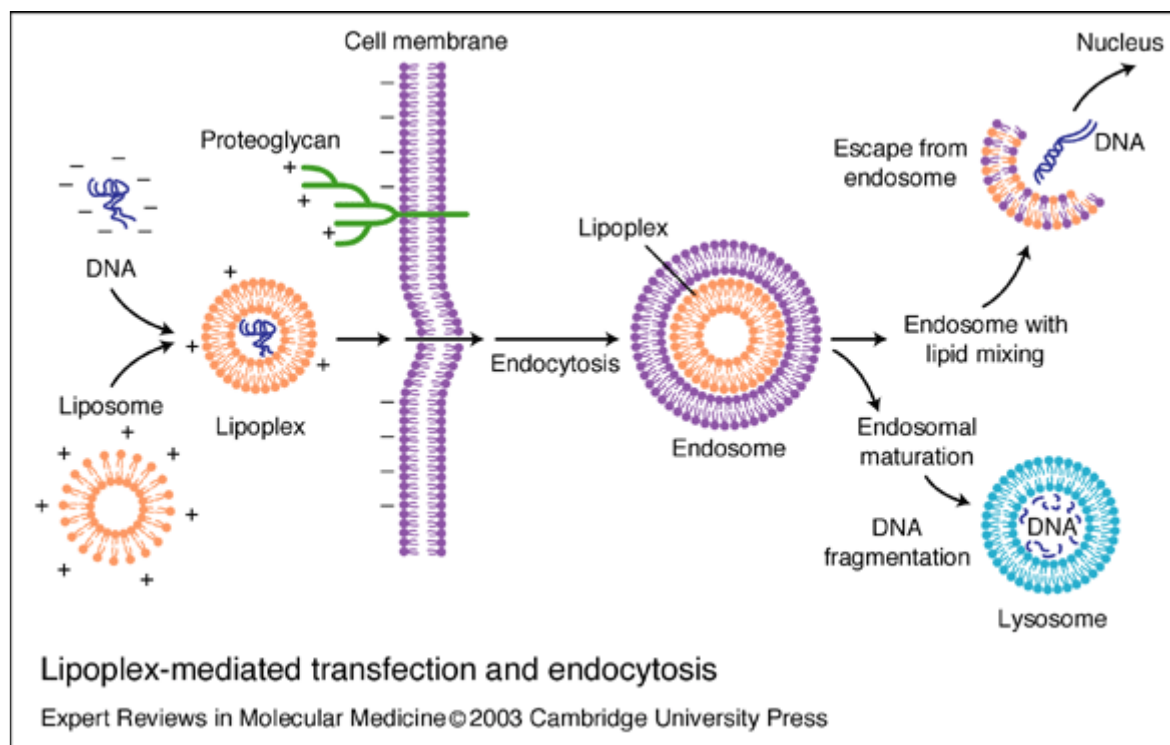 Cell membrane
Nucleus
Proteoglycan
DNA
Escape from
endosome
DNA
Lipoplex
Liposome
Lipoplex
Endocytosis
Endosome
Endosome with
lipid mixing
Endosomal
maturation
DNA
fragmentation
DNA
Lysosome
Lipoplex-mediated transfection and endocytosis
Expert Reviews in Molecular Medicine © 2003 Cambridge University Press